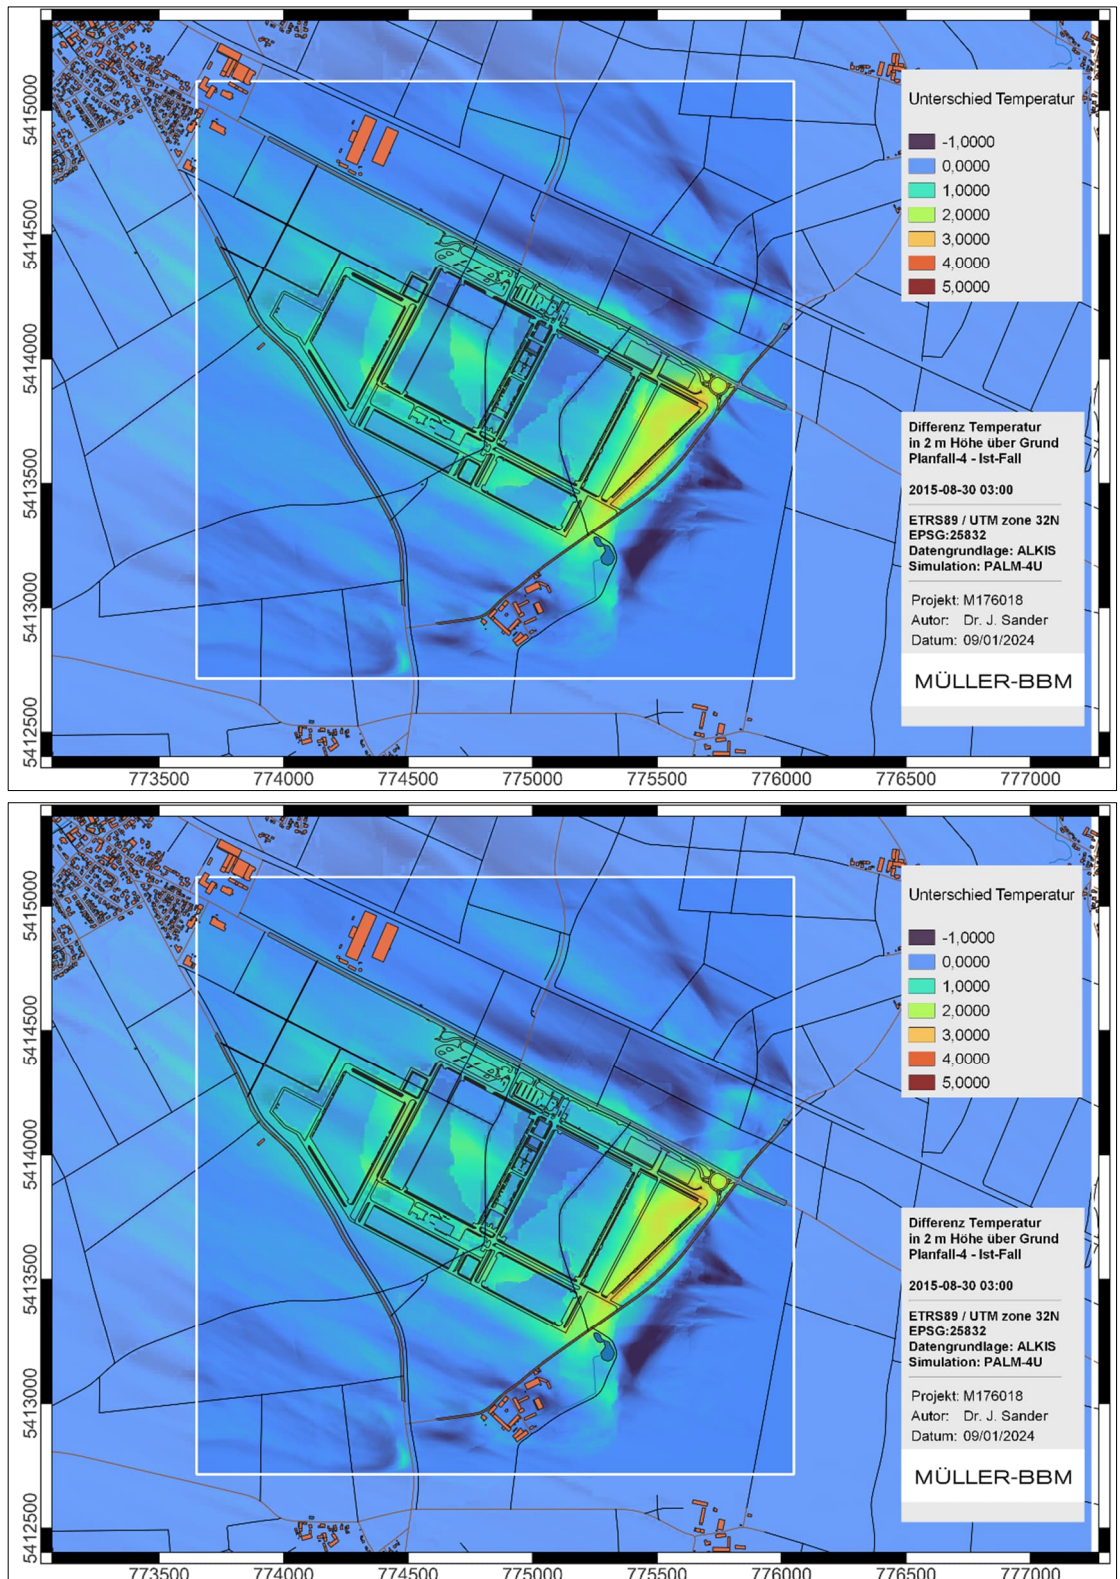 Unterschied Temperatur
-1,0000
0,0000
1,0000
2,0000
3,0000
4,0000
5,0000
Differenz Temperatur
in 2 m Höhe über Grund
Planfall-4 - Ist-Fall
2015-08-30 03:00
ETRS89 / UTM zone 32N
EPSG:25832
Datengrundlage: ALKIS
Simulation: PALM-4U
Projekt: M176018
Autor: Dr. J. Sander
Datum: 09/01/2024
MÜLLER-BBM
5415000
5414500
5414000
5413500
5413000
5412500
773500 774000 774500 775000 775500 776000 776500 777000
Unterschied Temperatur
-1,0000
0,0000
1,0000
2,0000
3,0000
4,0000
5,0000
Differenz Temperatur
in 2 m Höhe über Grund
Planfall-4 - Ist-Fall
2015-08-30 03:00
ETRS89 / UTM zone 32N
EPSG:25832
Datengrundlage: ALKIS
Simulation: PALM-4U
Projekt: M176018
Autor: Dr. J. Sander
Datum: 09/01/2024
MÜLLER-BBM
5415000
5414500
5414000
5413500
5413000
5412500
773500 774000 774500 775000 775500 776000 776500 777000